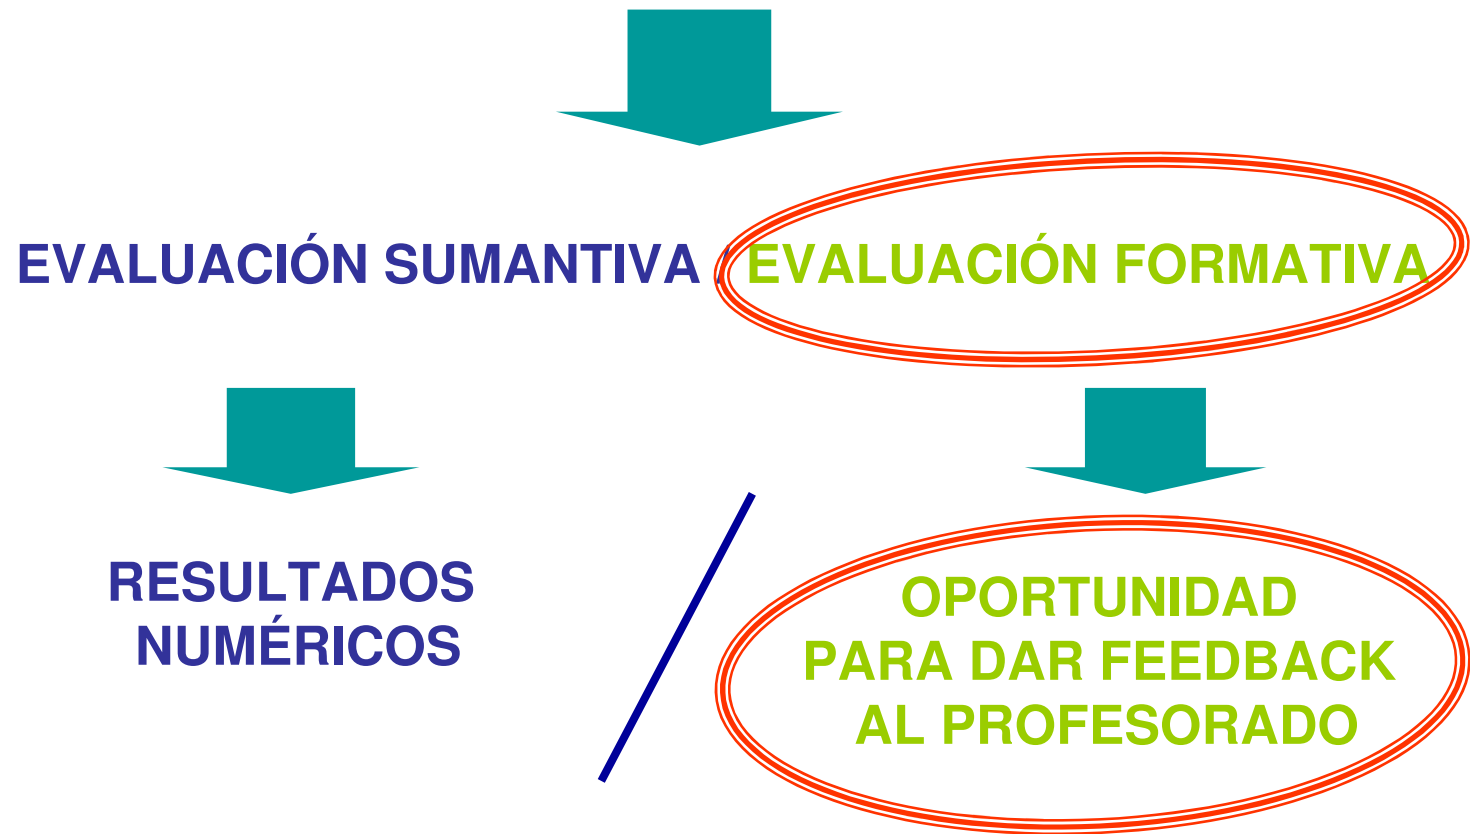 EVALUACIÓN SUMANTIVA / EVALUACIÓN FORMATIVA
RESULTADOS
NUMÉRICOS
OPORTUNIDAD
PARA DAR FEEDBACK
AL PROFESORADO